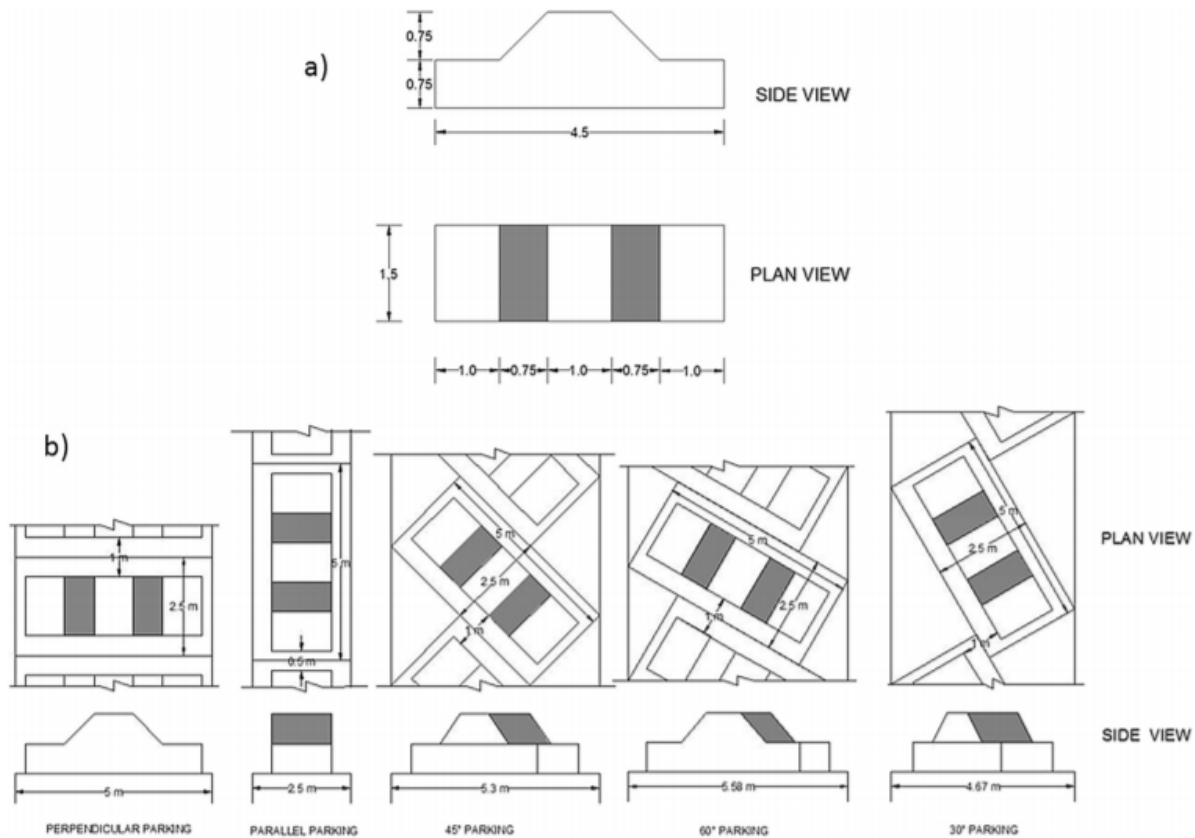 a)
0.75
0.75
4.5
SIDE VIEW
1.5
PLAN VIEW
1.0 0.75 1.0 0.75 1.0
b)
1 m
2.5 m
5 m
0.5 m
5 m
2.5 m
1 m
5 m
2.5 m
1 m
5 m
2.5 m
1 m
PLAN VIEW
SIDE VIEW
5 m
2.5 m
5.3 m
5.58 m
4.67 m
PERPENDICULAR PARKING
PARALLEL PARKING
45° PARKING
60° PARKING
30° PARKING